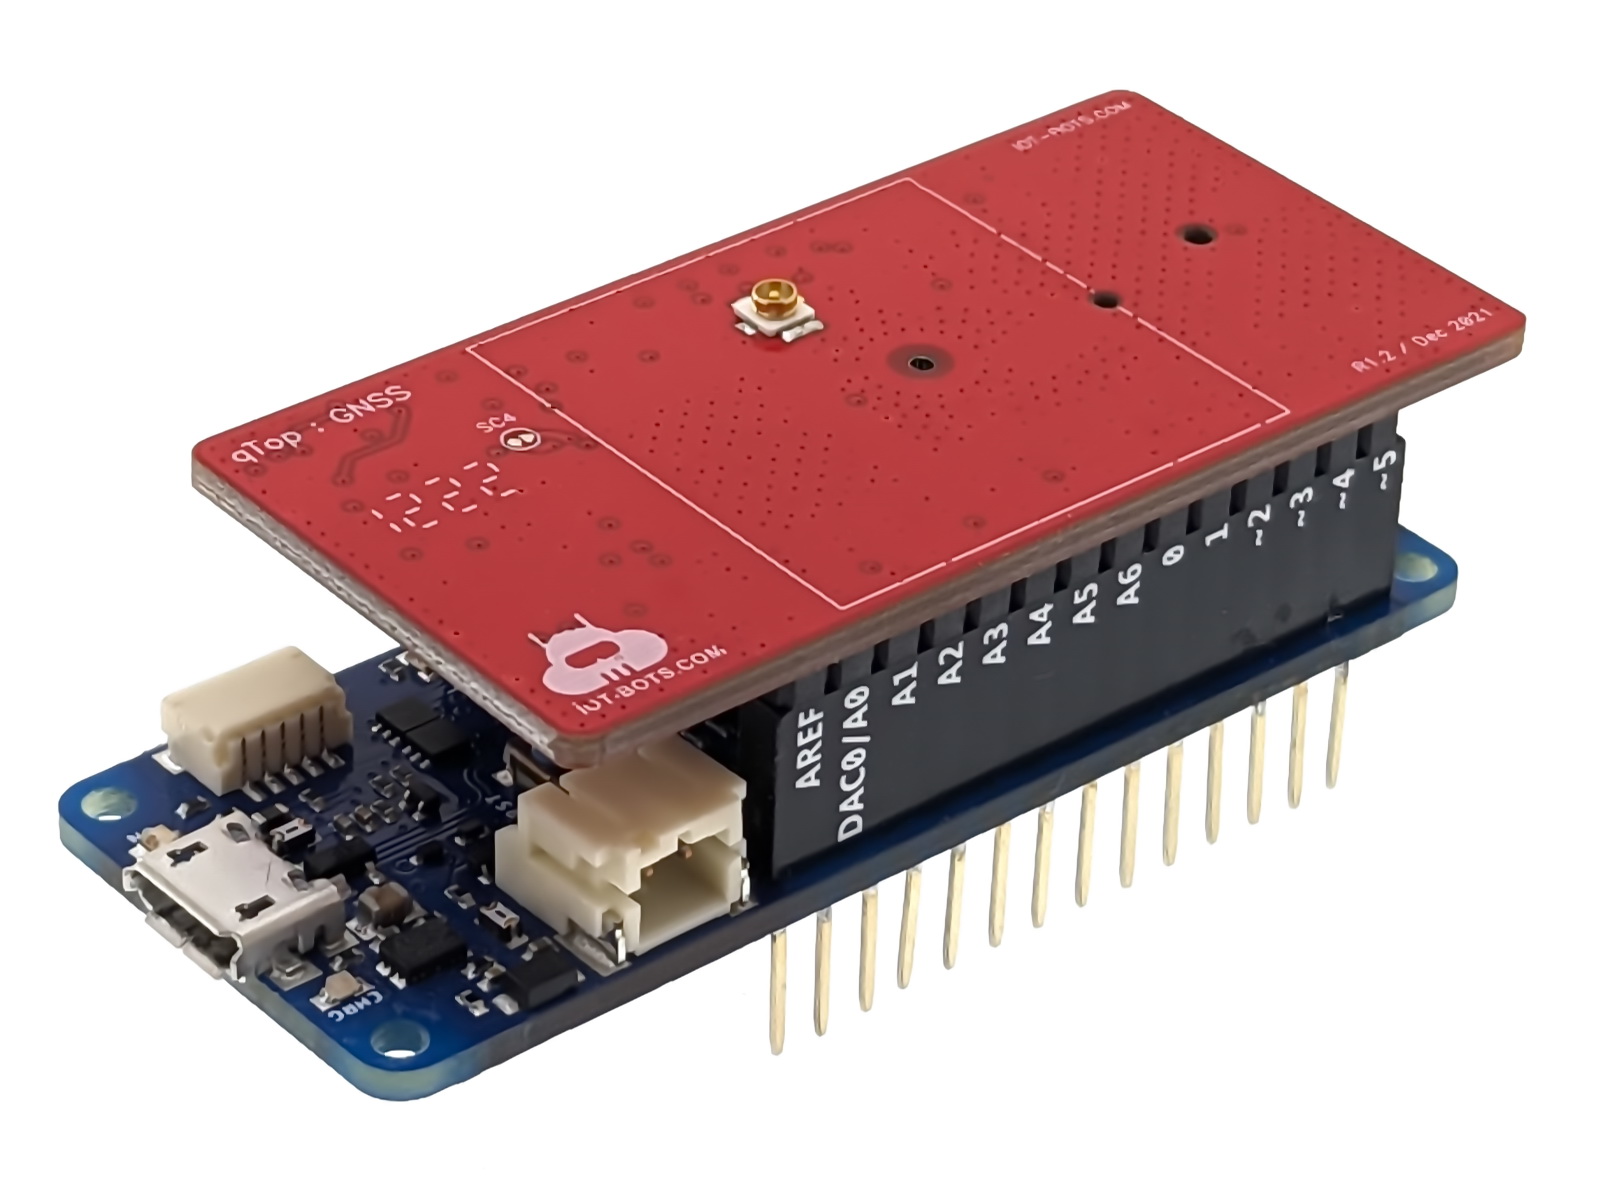 IOT-BOTS.COM
R1.2 / Dec 2021
qTop : GNSS
SC4
IOT-BOTS.COM
AREF
DAC0/A0
A1
A2
A3
A4
A5
A6
0
1
~2
~3
~4
~5
CHRG